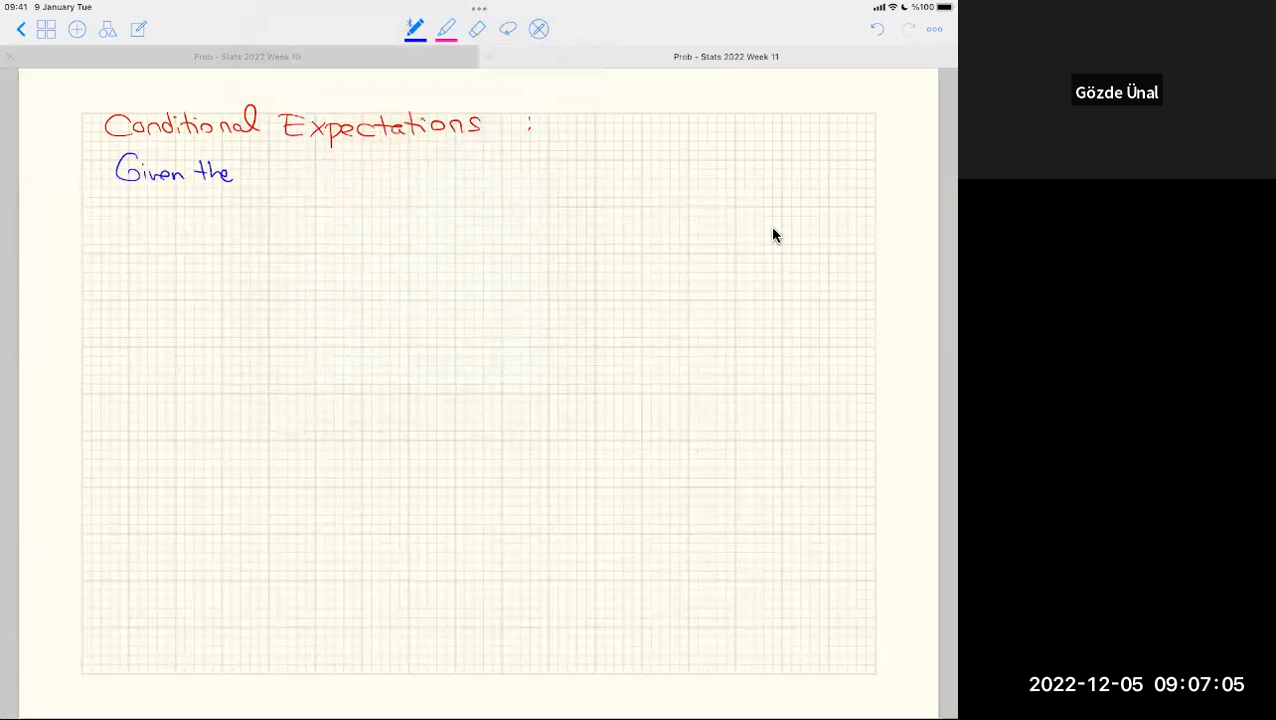 09:41 9 January Tue
%100
Prob - Stats 2022 Week 10
Prob - Stats 2022 Week 11
Conditional Expectations :
Given the
Gözde Ünal
2022-12-05 09:07:05